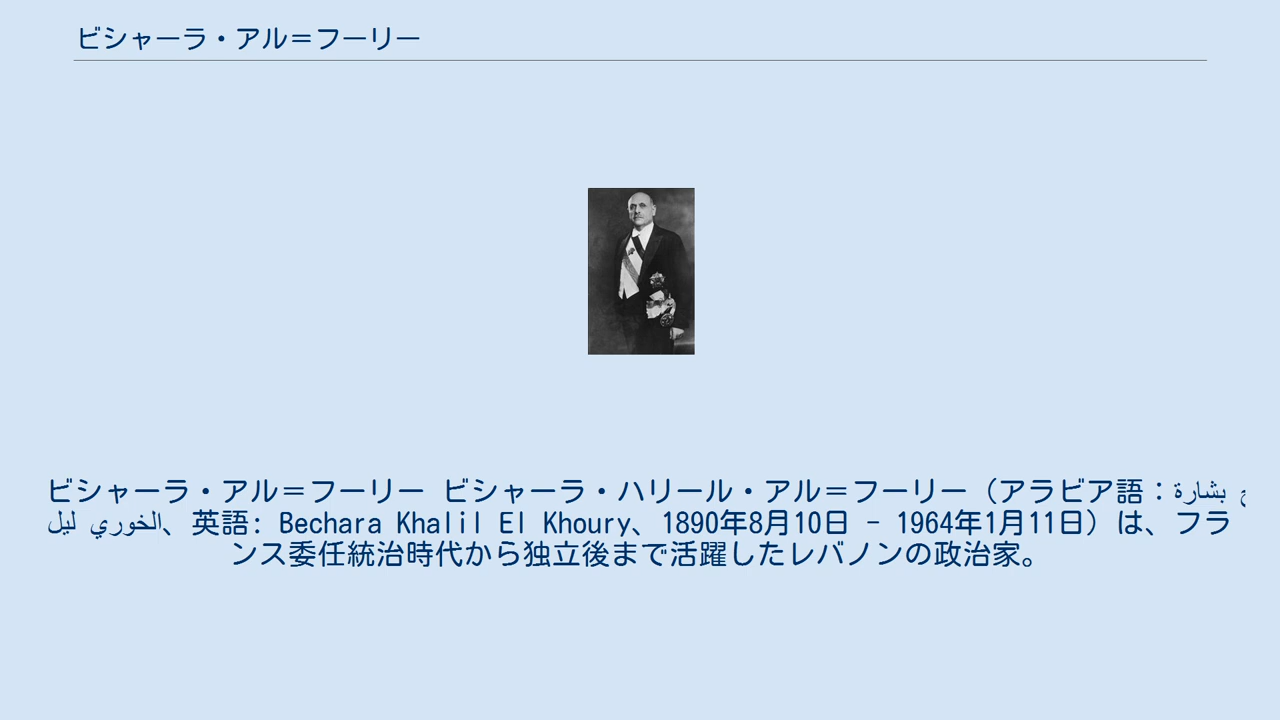 ビシャーラ・アル＝フーリー
ビシャーラ・アル＝フーリー ビシャーラ・ハリール・アル＝フーリー（アラビア語：بشارة
ليل الخوري、英語: Bechara Khalil El Khoury、1890年8月10日 - 1964年1月11日）は、フラ
ンス委任統治時代から独立後まで活躍したレバノンの政治家。